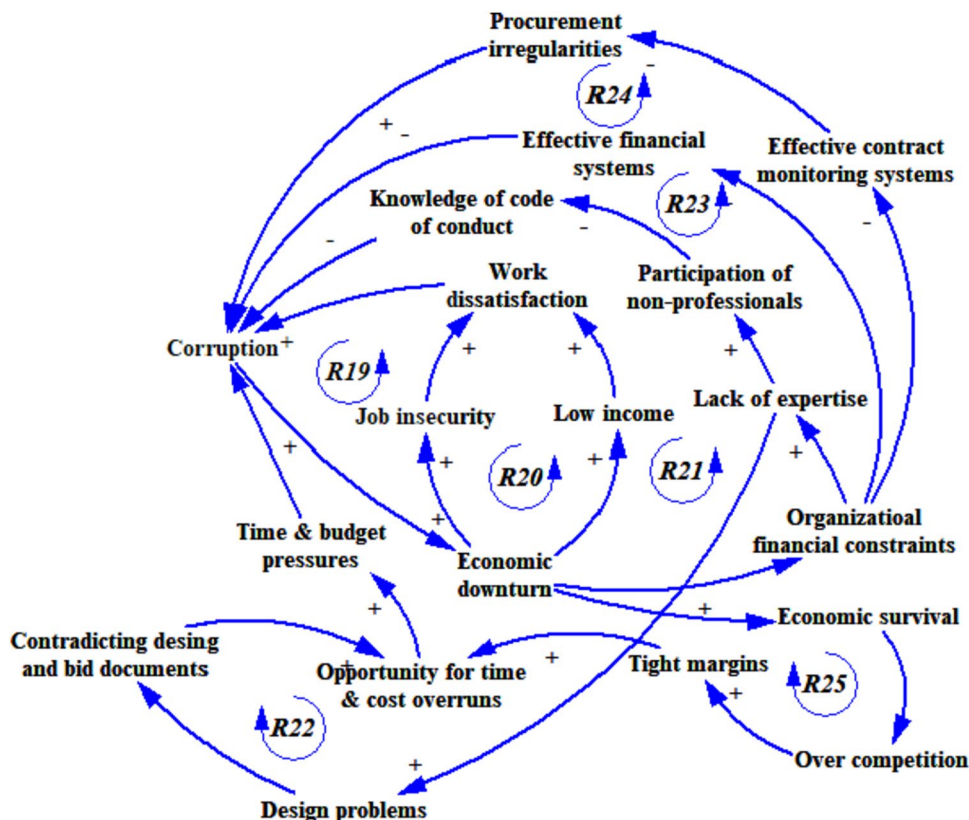 Procurement
irregularities
-
R24
+
-
Effective financial
systems
Effective contract
monitoring systems
Knowledge of code
of conduct
R23
-
-
-
-
Work
dissatisfaction
Participation of
non-professionals
Corruption
+
R19
+
+
+
Job insecurity
Low income
Lack of expertise
+
+
R20
+
R21
+
+
Time & budget
pressures
Economic
downturn
Organizatioal
financial constraints
+
+
Economic survival
Contradicting desing
and bid documents
+
Opportunity for time
& cost overruns
+
Tight margins
R25
+
R22
Over competition
+
Design problems